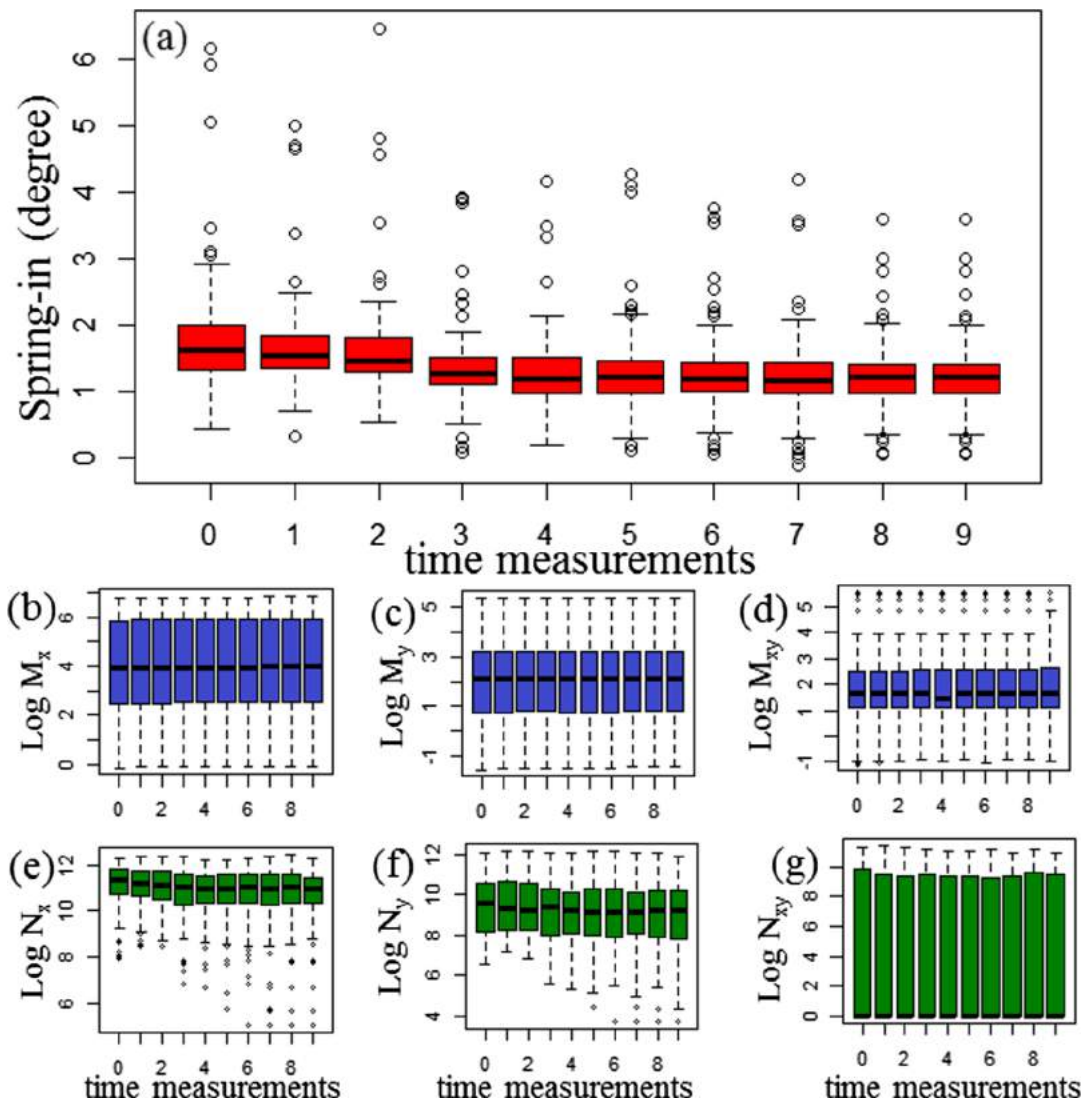 (a)
Spring-in (degree)
6
5
4
3
2
1
0
0 1 2 3 4 5 6 7 8 9
time measurements
(b)
Log Mx
6
4
2
0
0 2 4 6 8
(c)
Log My
5
3
1
-1
0 2 4 6 8
(d)
Log Mxy
5
4
2
1
-1
0 2 4 6 8
(e)
Log Nx
12
10
8
6
0 2 4 6 8
time measurements
(f)
Log Ny
12
10
8
6
4
0 2 4 6 8
time measurements
(g)
Log Nxy
8
6
4
2
0
0 2 4 6 8
time measurements